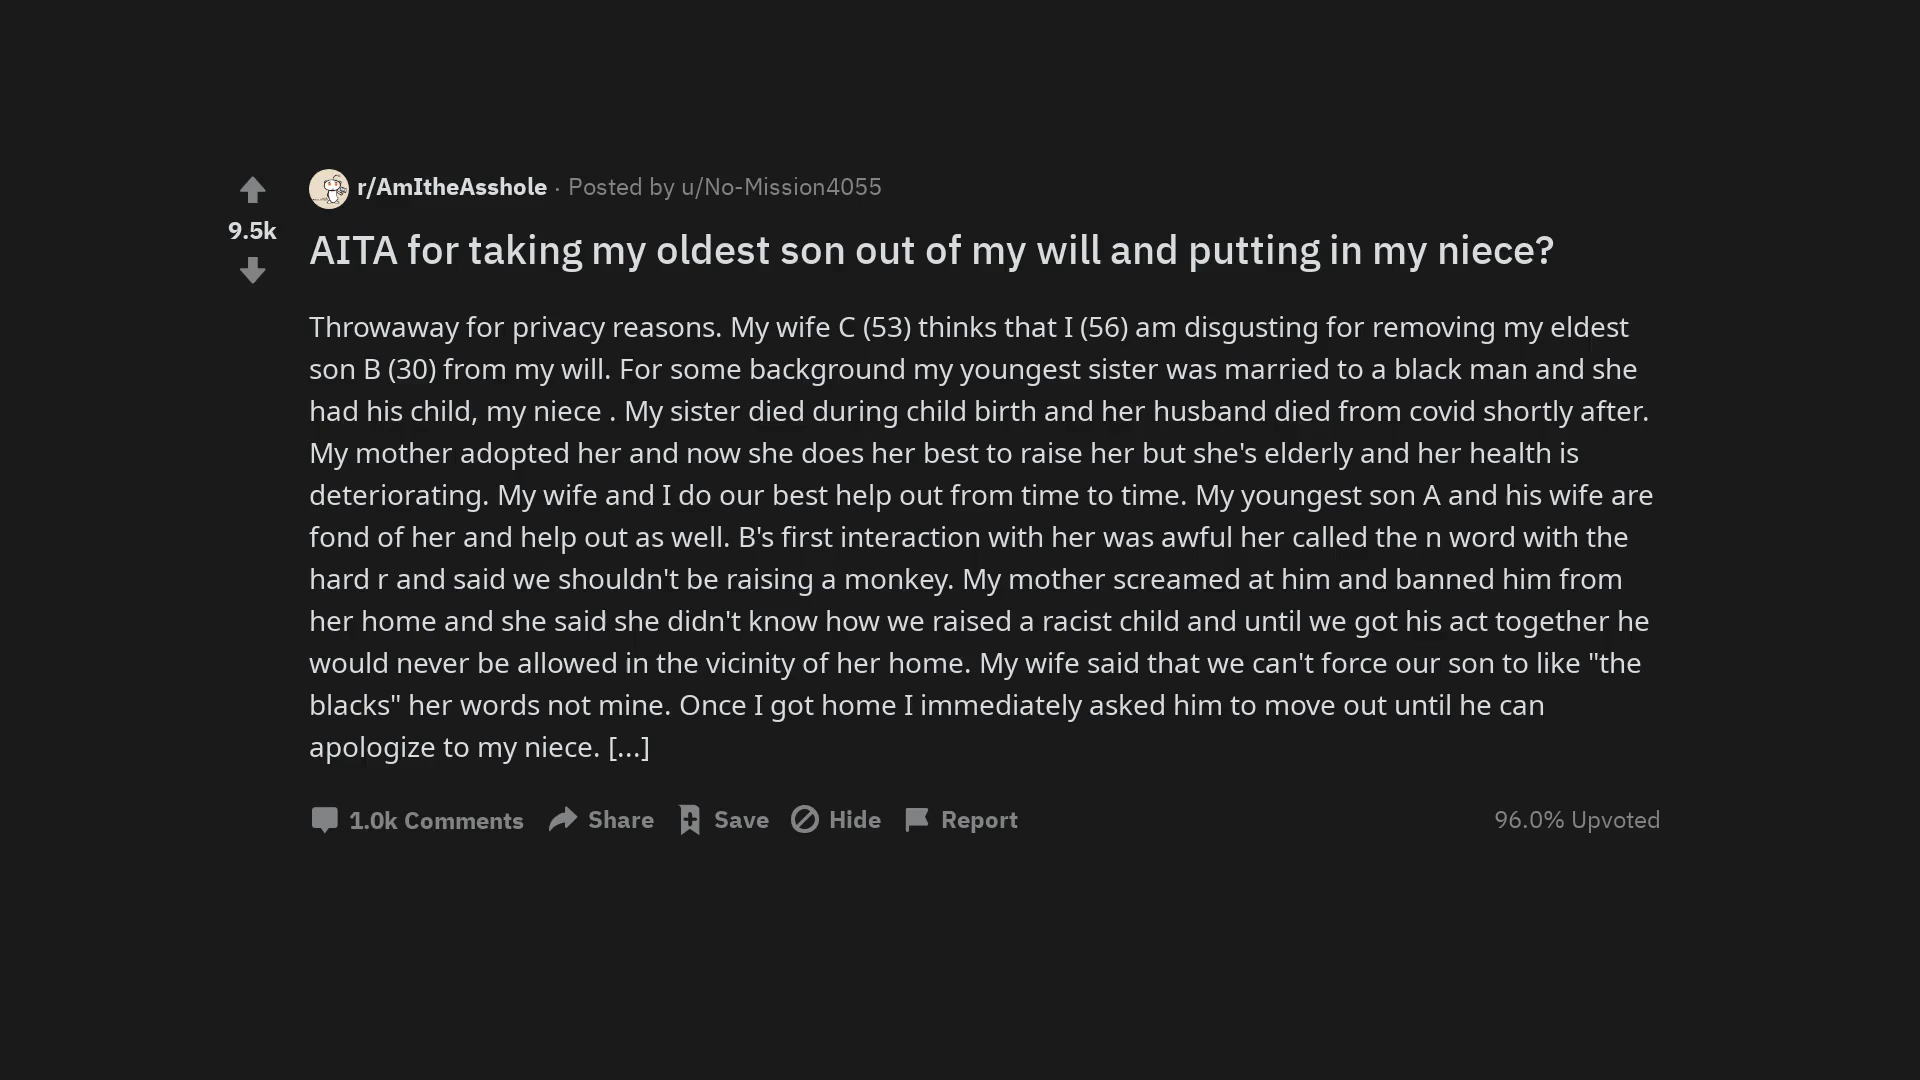 r/AmItheAsshole · Posted by u/No-Mission4055
9.5k
AITA for taking my oldest son out of my will and putting in my niece?
Throwaway for privacy reasons. My wife C (53) thinks that I (56) am disgusting for removing my eldest
son B (30) from my will. For some background my youngest sister was married to a black man and she
had his child, my niece . My sister died during child birth and her husband died from covid shortly after.
My mother adopted her and now she does her best to raise her but she's elderly and her health is
deteriorating. My wife and I do our best help out from time to time. My youngest son A and his wife are
fond of her and help out as well. B's first interaction with her was awful her called the n word with the
hard r and said we shouldn't be raising a monkey. My mother screamed at him and banned him from
her home and she said she didn't know how we raised a racist child and until we got his act together he
would never be allowed in the vicinity of her home. My wife said that we can't force our son to like "the
blacks" her words not mine. Once I got home I immediately asked him to move out until he can
apologize to my niece. [...]
1.0k Comments Share Save Hide Report 96.0% Upvoted